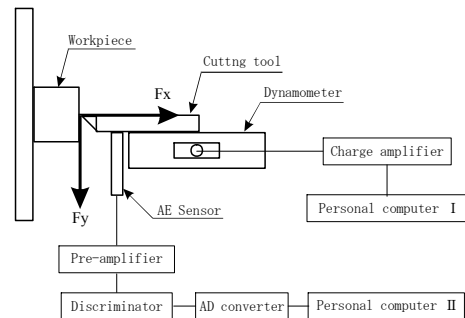 Workpiece
Cuttng tool
Fx
Dynamometer
Charge amplifier
Fy
AE Sensor
Personal computer Ⅰ
Pre-amplifier
Discriminator
AD converter
Personal computer Ⅱ